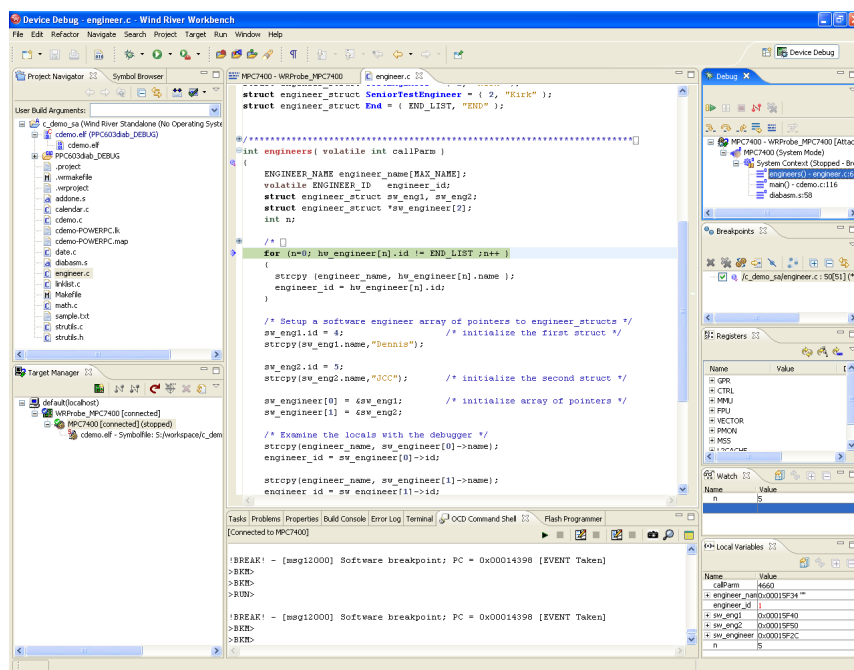 Device Debug - engineer.c - Wind River Workbench
File Edit Refactor Navigate Search Project Target Run Window Help
Device Debug
Project Navigator Symbol Browser
User Build Arguments:
c_demo_sa (Wind River Standalone (No Operating Syste
cdemo.elf (PPC603diab_DEBUG)
cdemo.elf
PPC603diab_DEBUG
.project
.wrmakefile
.wrproject
addone.s
calendar.c
cdemo.c
cdemo-POWERPC.lk
cdemo-POWERPC.map
date.c
diabasm.s
engineer.c
linklist.c
Makefile
math.c
sample.txt
strutils.c
strutils.h
Target Manager
default(localhost)
WRProbe_MPC7400 [connected]
MPC7400 [connected] (stopped)
cdemo.elf - Symbolfile: S:/workspace/c_dem
MPC7400 - WRProbe_MPC7400 engineer.c
struct engineer_struct SeniorTestEngineer = { 2, "Kirk" };
struct engineer_struct End = { END_LIST, "END" };
/*********************************************************************
int engineers( volatile int callParm )
{
ENGINEER_NAME engineer_name[MAX_NAME];
volatile ENGINEER_ID engineer_id;
struct engineer_struct sw_eng1, sw_eng2;
struct engineer_struct *sw_engineer[2];
int n;
/*
for (n=0; hw_engineer[n].id != END_LIST ;n++ )
{
strcpy (engineer_name, hw_engineer[n].name );
engineer_id = hw_engineer[n].id;
}
/* Setup a software engineer array of pointers to engineer_structs */
sw_eng1.id = 4; /* initialize the first struct */
strcpy(sw_eng1.name,"Dennis");
sw_eng2.id = 5;
strcpy(sw_eng2.name,"JCC"); /* initialize the second struct */
sw_engineer[0] = &sw_eng1; /* initialize array of pointers */
sw_engineer[1] = &sw_eng2;
/* Examine the locals with the debugger */
strcpy(engineer_name, sw_engineer[0]->name);
engineer_id = sw_engineer[0]->id;
strcpy(engineer_name, sw_engineer[1]->name);
engineer_id = sw_engineer[1]->id;
Tasks Problems Properties Build Console Error Log Terminal OCD Command Shell Flash Programmer
[Connected to MPC7400]
!BREAK! - [msg12000] Software breakpoint; PC = 0x00014398 [EVENT Taken]
>BKM>
>BKM>
>RUN>
!BREAK! - [msg12000] Software breakpoint; PC = 0x00014398 [EVENT Taken]
>BKM>
>BKM>
Debug
MPC7400 - WRProbe_MPC7400 [Attac
MPC7400 (System Mode)
System Context (Stopped - Bre
engineers() - engineer.c:6
main() - cdemo.c:116
diabasm.s:58
Breakpoints
/c_demo_sa/engineer.c : 50[51] (*
Registers
Name Value
GPR
CTRL
MMU
FPU
VECTOR
PMON
MSS
L2CACHE
Watch
Name Value
n 5
Local Variables
Name Value
callParm 4660
engineer_nam 0x00015F34 ""
engineer_id 1
sw_eng1 0x00015F40
sw_eng2 0x00015F50
sw_engineer 0x00015F2C
n 5